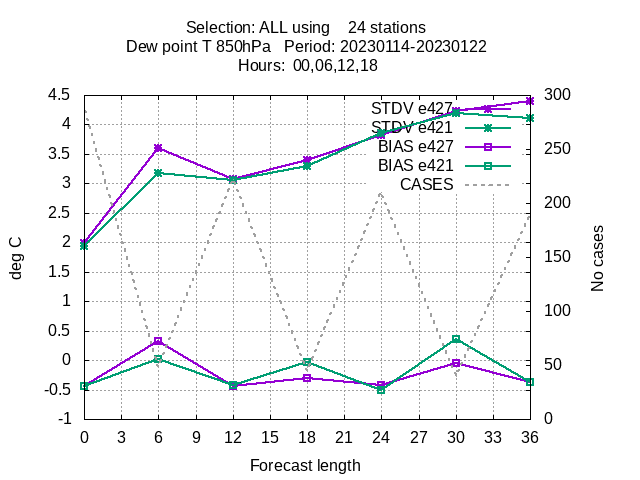 Selection: ALL using    24 stations
Dew point T 850hPa   Period: 20230114-20230122
Hours:  00,06,12,18
4.5
4
3.5
3
2.5
2
1.5
1
0.5
0
-0.5
-1
deg C
STDV e427
STDV e421
BIAS e427
BIAS e421
CASES
300
250
200
150
100
50
0
No cases
0 3 6 9 12 15 18 21 24 27 30 33 36
Forecast length